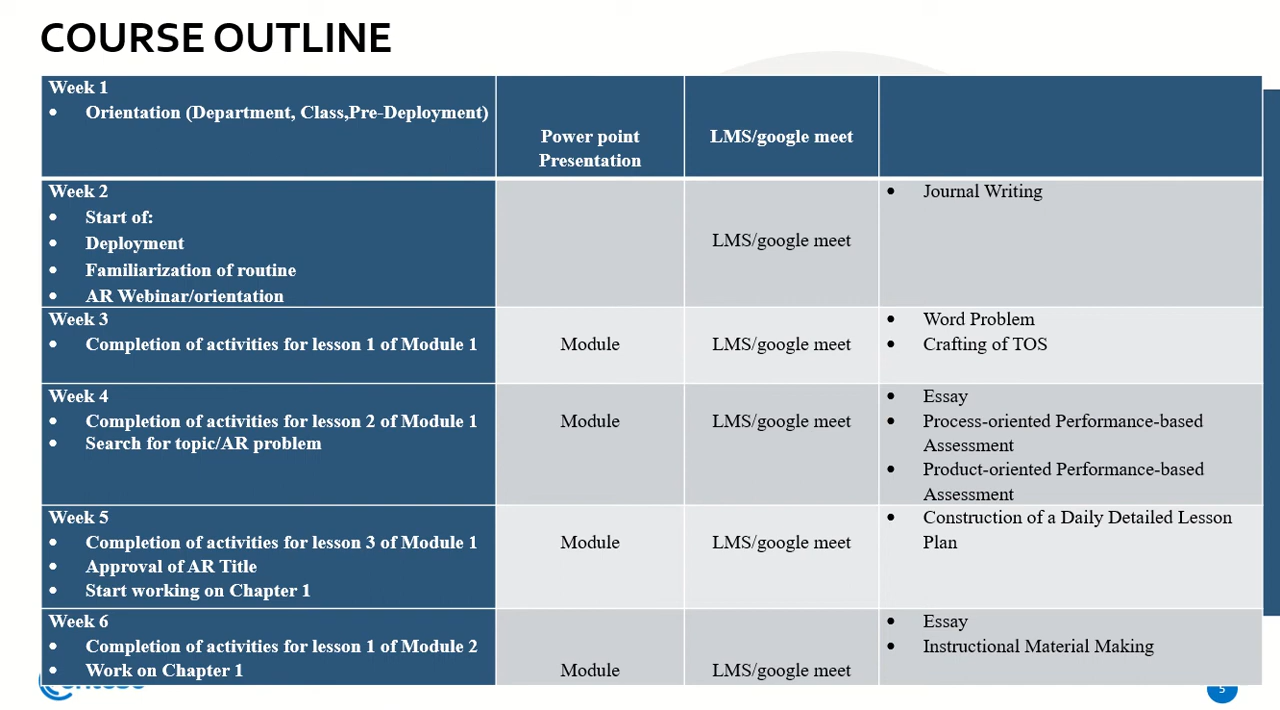 COURSE OUTLINE
Week 1
• Orientation (Department, Class,Pre-Deployment)
Power point
Presentation
LMS/google meet
Week 2
• Start of:
• Deployment
• Familiarization of routine
• AR Webinar/orientation
LMS/google meet
• Journal Writing
Week 3
• Completion of activities for lesson 1 of Module 1
Module
LMS/google meet
• Word Problem
• Crafting of TOS
Week 4
• Completion of activities for lesson 2 of Module 1
• Search for topic/AR problem
Module
LMS/google meet
• Essay
• Process-oriented Performance-based
Assessment
• Product-oriented Performance-based
Assessment
Week 5
• Completion of activities for lesson 3 of Module 1
• Approval of AR Title
• Start working on Chapter 1
Module
LMS/google meet
• Construction of a Daily Detailed Lesson
Plan
Week 6
• Completion of activities for lesson 1 of Module 2
• Work on Chapter 1
Module
LMS/google meet
• Essay
• Instructional Material Making
5